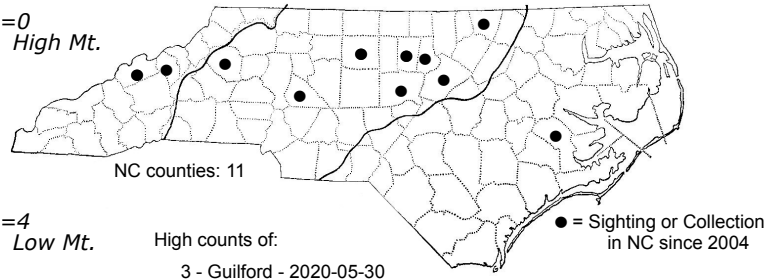 =0
High Mt.
NC counties: 11
=4
Low Mt.
High counts of:
3 - Guilford - 2020-05-30
= Sighting or Collection
in NC since 2004